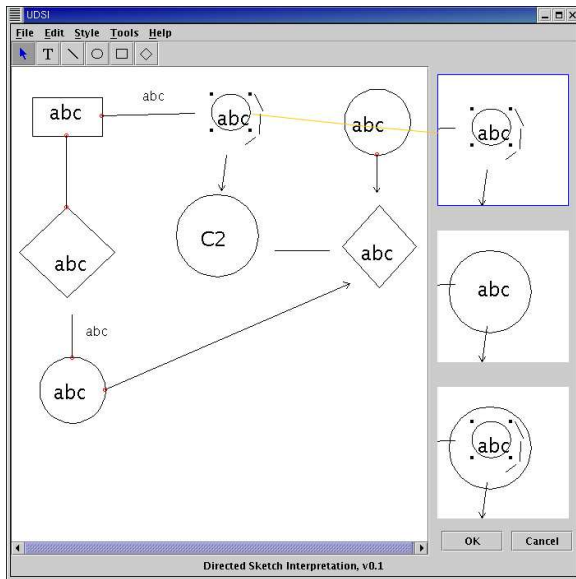 UDSI
File Edit Style Tools Help
T
abc
abc
abc
abc
abc
C2
abc
abc
abc
abc
abc
abc
abc
OK Cancel
Directed Sketch Interpretation, v0.1